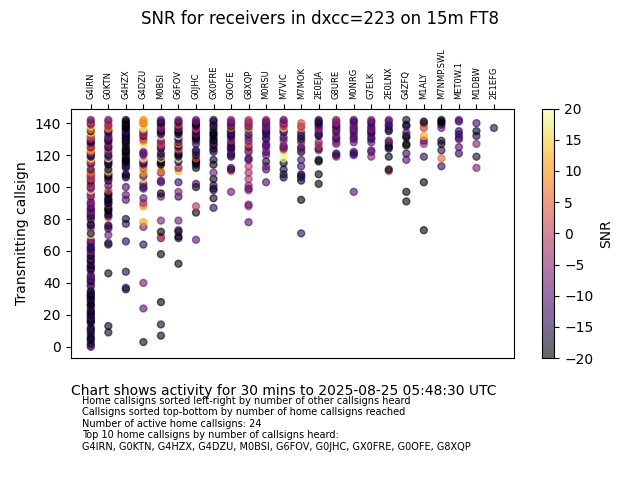 SNR for receivers in dxcc=223 on 15m FT8
G4IRN G0KTN G4HZX G4DZU M0BSI G6FOV G0JHC GX0FRE G0OFE G8XQP M0RSU M7VIC M7MOK 2E0EJA G8URE M0NRG G7ELK 2E0LNX G4ZFQ M1ALY M7NMP.SWL MET0W.1 M1DBW 2E1EFG
Transmitting callsign
140
120
100
80
60
40
20
0
20
15
10
5
0
−5
−10
−15
−20
SNR
Chart shows activity for 30 mins to 2025-08-25 05:48:30 UTC
Home callsigns sorted left-right by number of other callsigns heard
Callsigns sorted top-bottom by number of home callsigns reached
Number of active home callsigns: 24
Top 10 home callsigns by number of callsigns heard:
G4IRN, G0KTN, G4HZX, G4DZU, M0BSI, G6FOV, G0JHC, GX0FRE, G0OFE, G8XQP